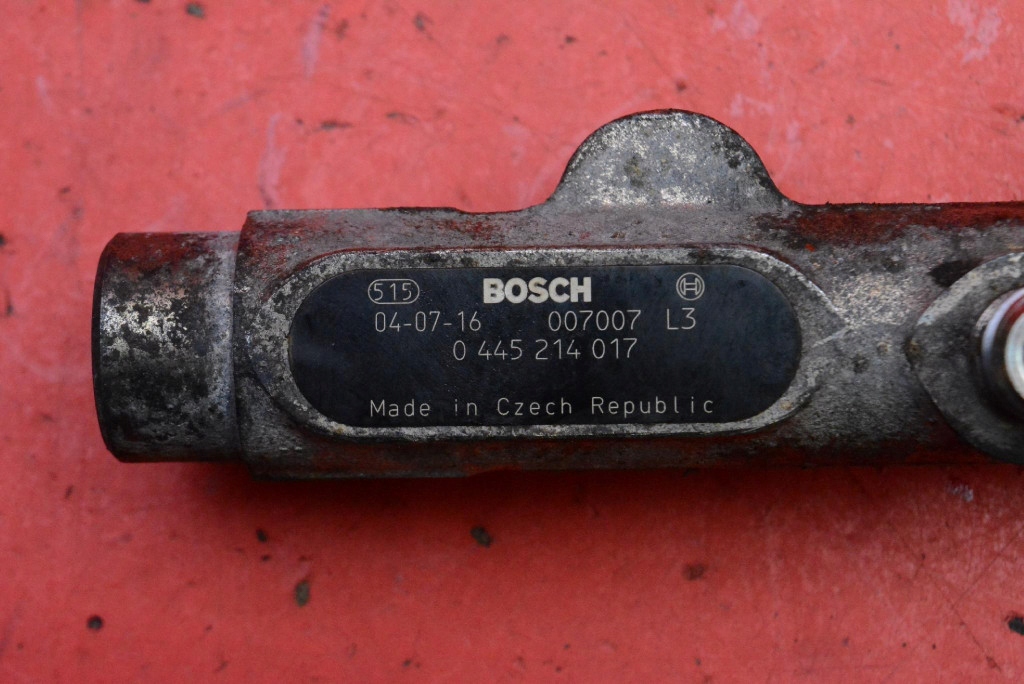 515 BOSCH H
04-07-16 007007 L3
0 445 214 017
Made in Czech Republic